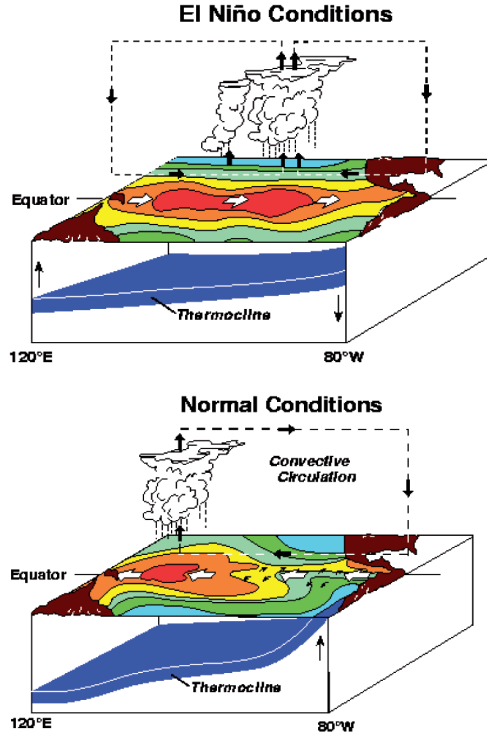 El Niño Conditions
Equator
Thermocline
120°E
80°W
Normal Conditions
Convective
Circulation
Equator
Thermocline
120°E
80°W